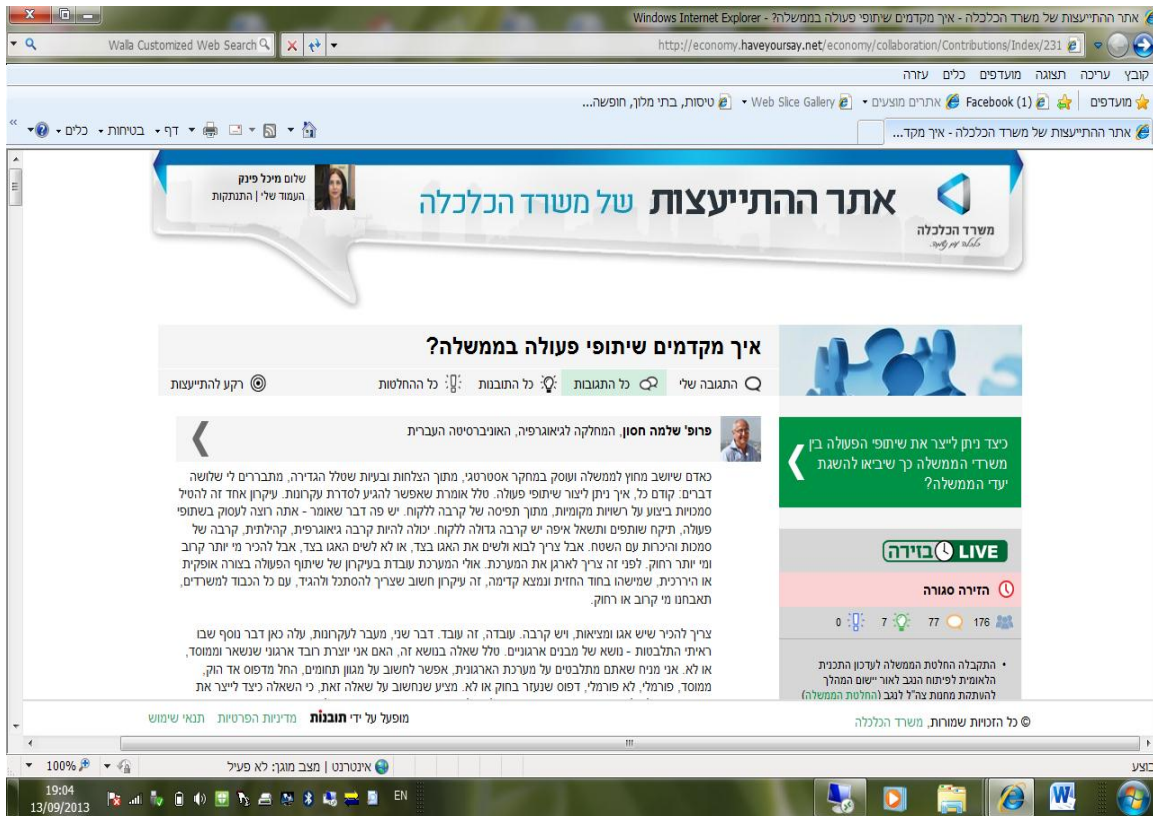 אתר ההתייעצות של משרד הכלכלה - איך מקדמים שיתופי פעולה בממשלה? - Windows Internet Explorer
http://economy.haveyoursay.net/economy/collaboration/Contributions/Index/231
Walla Customized Web Search
קובץ עריכה תצוגה מועדפים כלים עזרה
מועדפים Facebook (1) אתרים מוצעים Web Slice Gallery טיסות, בתי מלון, חופשה...
אתר ההתייעצות של משרד הכלכלה - איך מקד...
דף בטיחות כלים
משרד הכלכלה
אתר ההתייעצות של משרד הכלכלה
שלום מיכל פינק
העמוד שלי | התנתקות
איך מקדמים שיתופי פעולה בממשלה?
התגובה שלי כל התגובות כל התובנות כל ההחלטות רקע להתייעצות
כיצד ניתן לייצר את שיתופי הפעולה בין
משרדי הממשלה כך שיביאו להשגת
יעדי הממשלה?
LIVE בזירה
הזירה סגורה
176 77 7 0
• התקבלה החלטת הממשלה לעדכון התכנית
הלאומית לפיתוח הנגב לאור יישום המהלך
להעתקת מחנות צה"ל לנגב (החלטת הממשלה)
פרופ' שלמה חסון, המחלקה לגיאוגרפיה, האוניברסיטה העברית
כאדם שיושב מחוץ לממשלה ועוסק במחקר אסטרטגי, מתוך הצלחות ובעיות שטלל הגדירה, מתבררים לי שלושה
דברים: קודם כל, איך ניתן ליצור שיתופי פעולה. טלל אומרת שאפשר להגיע לסדרת עקרונות. עיקרון אחד זה להטיל
סמכויות ביצוע על רשויות מקומיות, מתוך תפיסה של קרבה ללקוח. יש פה דבר שאומר - אתה רוצה לעסוק בשתופי
פעולה, תיקח שותפים ותשאל איפה יש קרבה גדולה ללקוח. יכולה להיות קרבה גיאוגרפית, קהילתית, קרבה של
סמכות והיכרות עם השטח. אבל צריך לבוא ולשים את האגו בצד, או לא לשים האגו בצד, אבל להכיר מי יותר קרוב
ומי יותר רחוק. לפני זה צריך לארגן את המערכת. אולי המערכת עובדת בעיקרון של שיתוף הפעולה בצורה אופקית
או היררכית, שמישהו בחוד החזית ונמצא קדימה, זה עיקרון חשוב שצריך להסתכל ולהגיד, עם כל הכבוד למשרדים,
תאבחנו מי קרוב או רחוק.
צריך להכיר שיש אגו ומציאות, ויש קרבה. עובדה, זה עובד. דבר שני, מעבר לעקרונות, עלה כאן דבר נוסף שבו
ראיתי התלבטות - נושא של מבנים ארגוניים. טלל שאלה בנושא זה, האם אני יוצרת רובד ארגוני שנשאר וממוסד,
או לא. אני מניח שאתם מתלבטים על מערכת הארגונית, אפשר לחשוב על מגוון תחומים, החל מדפוס אד הוק,
ממוסד, פורמלי, לא פורמלי, דפוס שנעזר בחוק או לא. מציע שנחשוב על שאלה זאת, כי השאלה כיצד לייצר את
© כל הזכויות שמורות, משרד הכלכלה
מופעל על ידי תובנות מדיניות הפרטיות תנאי שימוש
בוצע
אינטרנט | מצב מוגן: לא פעיל
100%
EN
19:04
13/09/2013